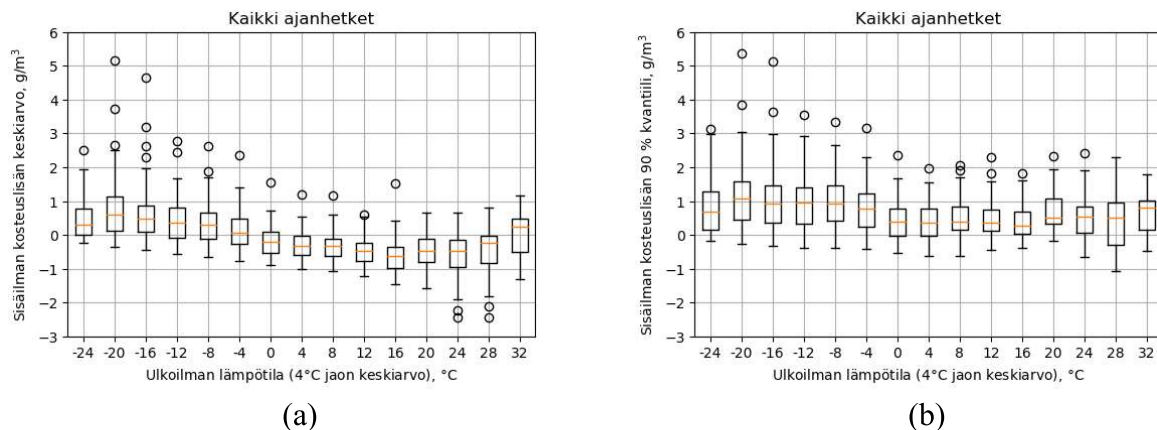 Kaikki ajanhetket
Sisäilman kosteuslisän keskiarvo, g/m³
6
5
4
3
2
1
0
−1
−2
−3
-24 -20 -16 -12 -8 -4 0 4 8 12 16 20 24 28 32
Ulkoilman lämpötila (4°C jaon keskiarvo), °C
(a)
Kaikki ajanhetket
Sisäilman kosteuslisän 90 % kvantiili, g/m³
6
5
4
3
2
1
0
−1
−2
−3
-24 -20 -16 -12 -8 -4 0 4 8 12 16 20 24 28 32
Ulkoilman lämpötila (4°C jaon keskiarvo), °C
(b)